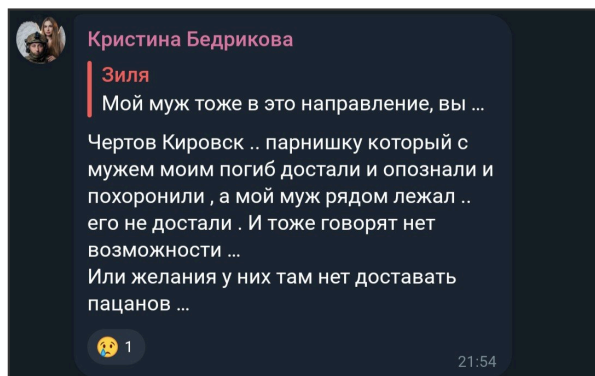 Кристина Бедрикова
Зиля
Мой муж тоже в это направление, вы ...
Чертов Кировск .. парнишку который с
мужем моим погиб достали и опознали и
похоронили , а мой муж рядом лежал ..
его не достали . И тоже говорят нет
возможности ...
Или желания у них там нет доставать
пацанов ...
😢 1
21:54